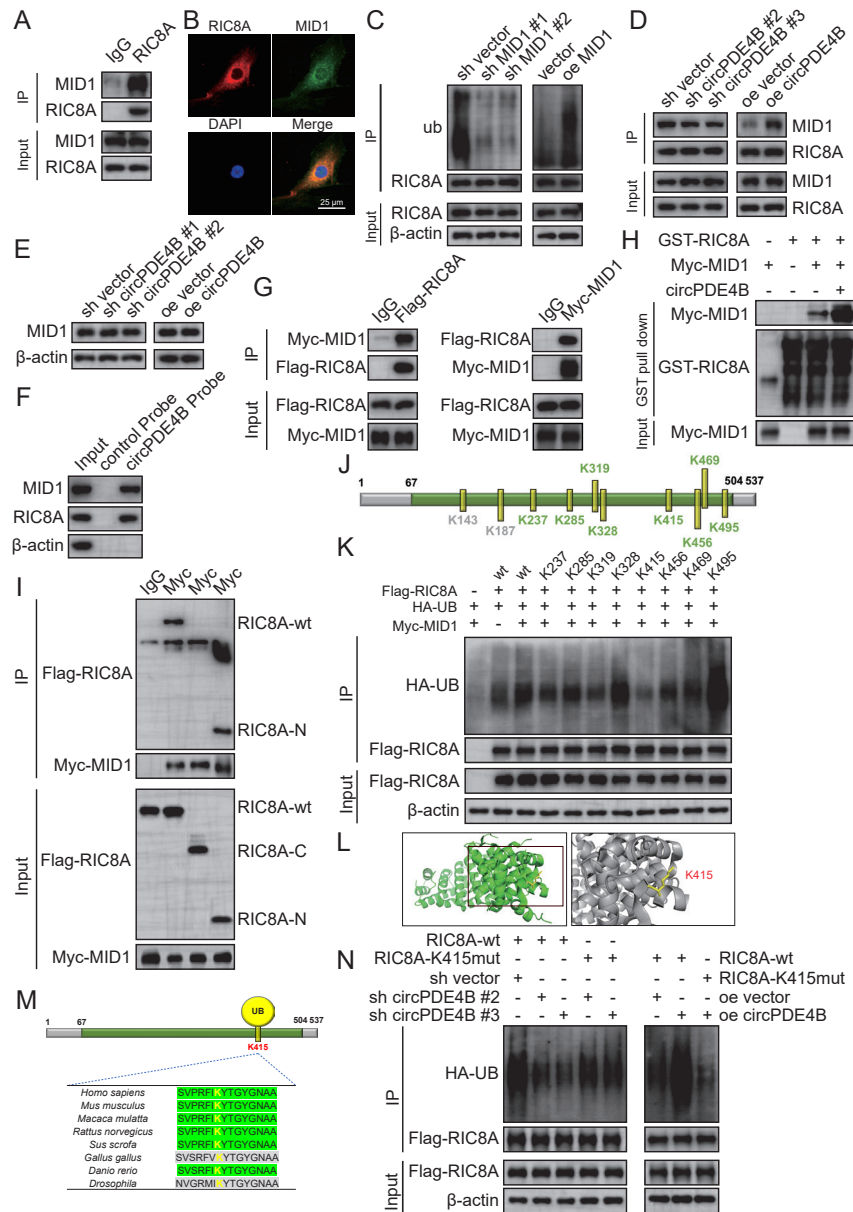 A
IgG
RIC8A
IP
MID1
RIC8A
Input
MID1
RIC8A
B
RIC8A
MID1
DAPI
Merge
25 μm
C
sh vector
sh MID1 #1
sh MID1 #2
vector
oe MID1
IP
ub
RIC8A
Input
RIC8A
β-actin
D
sh vector
sh circPDE4B #2
sh circPDE4B #3
oe vector
oe circPDE4B
IP
MID1
RIC8A
Input
MID1
RIC8A
E
sh vector
sh circPDE4B #1
sh circPDE4B #2
oe vector
oe circPDE4B
MID1
β-actin
F
Input
control Probe
circPDE4B Probe
MID1
RIC8A
β-actin
G
IgG
Flag-RIC8A
IP
Myc-MID1
Flag-RIC8A
Input
Flag-RIC8A
Myc-MID1
IgG
Myc-MID1
Flag-RIC8A
Myc-MID1
Flag-RIC8A
Myc-MID1
H
GST-RIC8A - + + +
Myc-MID1 + - + +
circPDE4B +
GST pull down
Myc-MID1
GST-RIC8A
Input
Myc-MID1
I
IgG
Myc
Myc
Myc
IP
Flag-RIC8A
RIC8A-wt
RIC8A-N
Myc-MID1
Input
Flag-RIC8A
RIC8A-wt
RIC8A-C
RIC8A-N
Myc-MID1
J
1 67 504 537
K143 K187 K237 K285 K319 K328 K415 K456 K469 K495
K
wt wt K237 K285 K319 K328 K415 K456 K469 K495
Flag-RIC8A - + + + + + + + + + +
HA-UB + + + + + + + + + + +
Myc-MID1 + - + + + + + + + + +
IP
HA-UB
Flag-RIC8A
Input
Flag-RIC8A
β-actin
L
K415
M
UB
1 67 504 537
K415
Homo sapiens SVPRFIKYTGYGNAA
Mus musculus SVPRFIKYTGYGNAA
Macaca mulatta SVPRFIKYTGYGNAA
Rattus norvegicus SVPRFIKYTGYGNAA
Sus scrofa SVPRFIKYTGYGNAA
Gallus gallus SVSRFVKYTGYGNAA
Danio rerio SVSRFIKYTGYGNAA
Drosophila NVGRMIKYTGYGNAA
N
RIC8A-wt + + + - -
RIC8A-K415mut - - - + +
sh vector + - - - -
sh circPDE4B #2 - + - + -
sh circPDE4B #3 - - + - +
+ + - RIC8A-wt
- - + RIC8A-K415mut
+ - - oe vector
- + + oe circPDE4B
IP
HA-UB
Flag-RIC8A
Input
Flag-RIC8A
β-actin